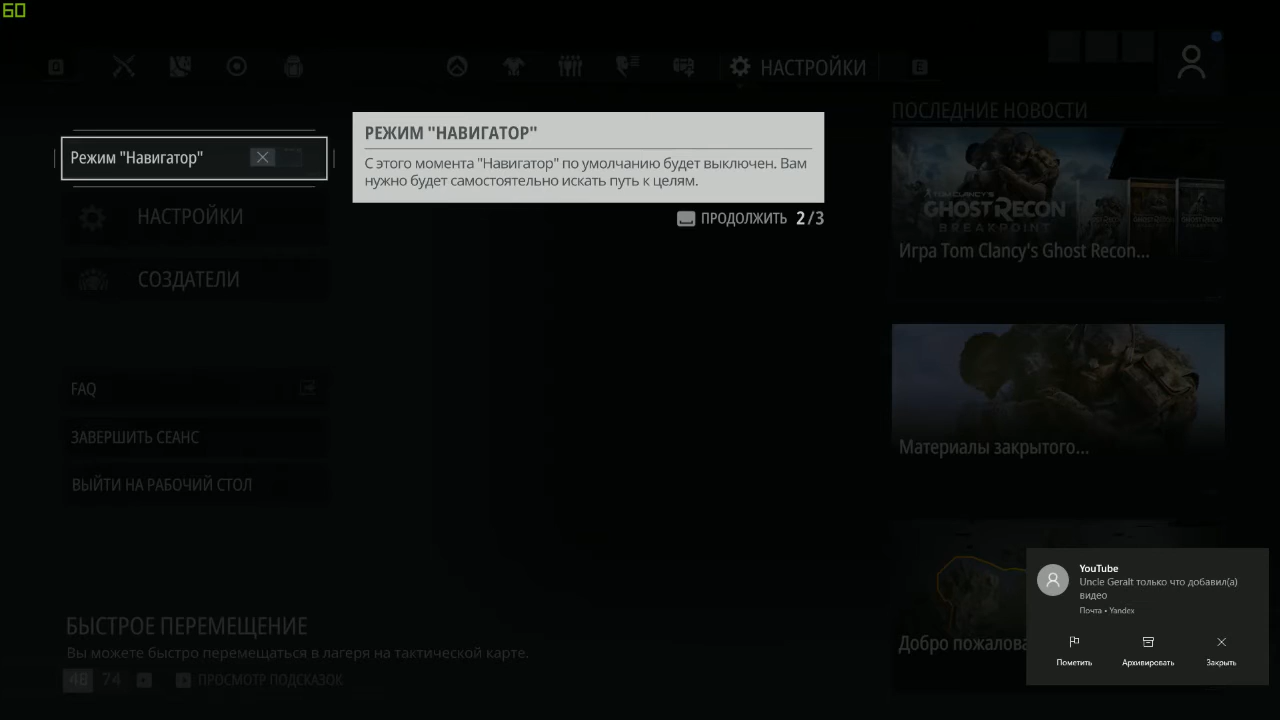 60
НАСТРОЙКИ
Режим "Навигатор"
НАСТРОЙКИ
СОЗДАТЕЛИ
FAQ
ЗАВЕРШИТЬ СЕАНС
ВЫЙТИ НА РАБОЧИЙ СТОЛ
РЕЖИМ "НАВИГАТОР"
С этого момента "Навигатор" по умолчанию будет выключен. Вам
нужно будет самостоятельно искать путь к целям.
ПРОДОЛЖИТЬ 2/3
ПОСЛЕДНИЕ НОВОСТИ
TOM CLANCY'S
GHOST RECON
BREAKPOINT
Игра Tom Clancy's Ghost Recon...
Материалы закрытого...
Добро пожалова
БЫСТРОЕ ПЕРЕМЕЩЕНИЕ
Вы можете быстро перемещаться в лагеря на тактической карте.
48 74 ПРОСМОТР ПОДСКАЗОК
YouTube
Uncle Geralt только что добавил(а)
видео
Почта • Yandex
Пометить Архивировать Закрыть